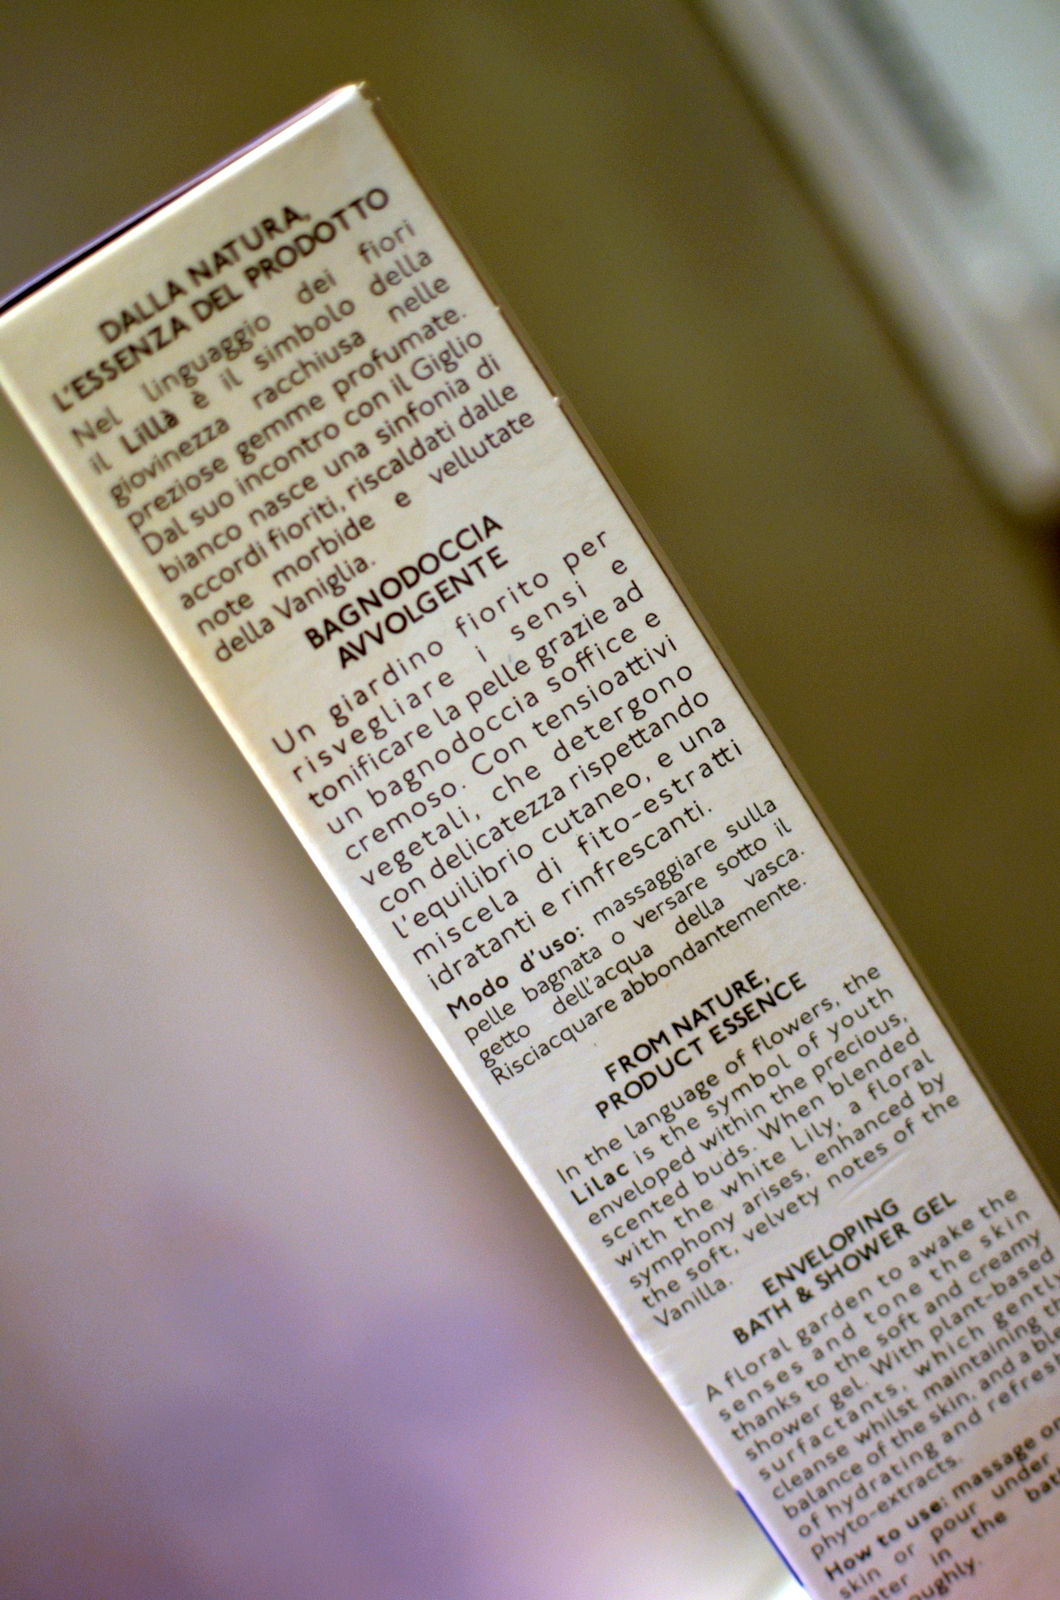 DALLA NATURA,
L'ESSENZA DEL PRODOTTO
Nel linguaggio dei fiori
il Lillà è il simbolo della
giovinezza racchiusa nelle
preziose gemme profumate.
Dal suo incontro con il Giglio
bianco nasce una sinfonia di
accordi fioriti, riscaldati dalle
note morbide e vellutate
della Vaniglia.
BAGNODOCCIA
AVVOLGENTE
Un giardino fiorito per
risvegliare i sensi e
tonificare la pelle grazie ad
un bagnodoccia soffice e
cremoso. Con tensioattivi
vegetali, che detergono
con delicatezza rispettando
l'equilibrio cutaneo, e una
miscela di fito-estratti
idratanti e rinfrescanti.
Modo d'uso: massaggiare sulla
pelle bagnata o versare sotto il
getto dell'acqua della vasca.
Risciacquare abbondantemente.
FROM NATURE,
PRODUCT ESSENCE
In the language of flowers, the
Lilac is the symbol of youth
enveloped within the precious,
scented buds. When blended
with the white Lily, a floral
symphony arises, enhanced by
the soft, velvety notes of the
Vanilla.
ENVELOPING
BATH & SHOWER GEL
A floral garden to awake the
senses and tone the skin
thanks to the soft and creamy
shower gel. With plant-based
surfactants, which gently
cleanse whilst maintaining
balance of the skin, and a
of hydrating and
phyto-extracts.
How to use: massage
skin or pour under
in the